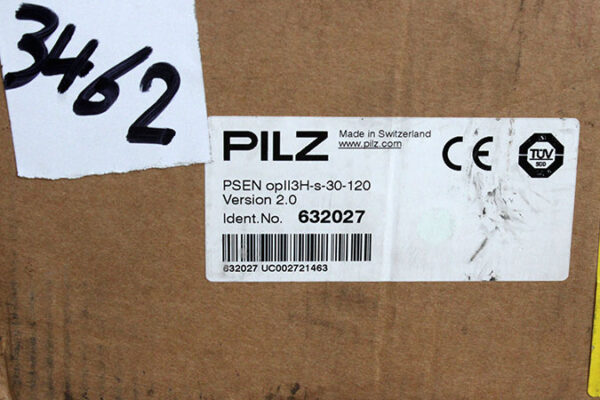 3462
PILZ
Made in Switzerland
www.pilz.com
CE
TÜV
SÜD
PSEN opII3H-s-30-120
Version 2.0
Ident.No. 632027
632027 UC002721463